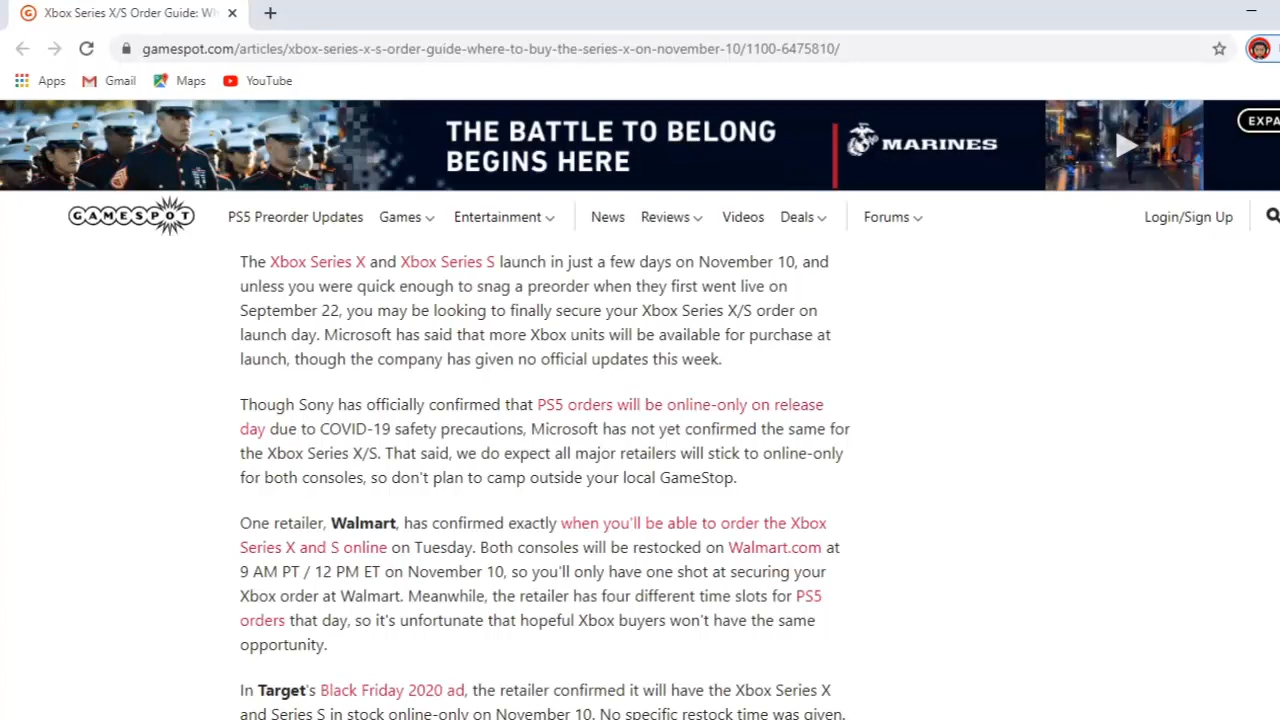 Xbox Series X/S Order Guide: Wh
gamespot.com/articles/xbox-series-x-s-order-guide-where-to-buy-the-series-x-on-november-10/1100-6475810/
Apps Gmail Maps YouTube
THE BATTLE TO BELONG
BEGINS HERE
MARINES
EXPA
GAMESPOT
PS5 Preorder Updates Games Entertainment News Reviews Videos Deals Forums Login/Sign Up
The Xbox Series X and Xbox Series S launch in just a few days on November 10, and
unless you were quick enough to snag a preorder when they first went live on
September 22, you may be looking to finally secure your Xbox Series X/S order on
launch day. Microsoft has said that more Xbox units will be available for purchase at
launch, though the company has given no official updates this week.
Though Sony has officially confirmed that PS5 orders will be online-only on release
day due to COVID-19 safety precautions, Microsoft has not yet confirmed the same for
the Xbox Series X/S. That said, we do expect all major retailers will stick to online-only
for both consoles, so don't plan to camp outside your local GameStop.
One retailer, Walmart, has confirmed exactly when you'll be able to order the Xbox
Series X and S online on Tuesday. Both consoles will be restocked on Walmart.com at
9 AM PT / 12 PM ET on November 10, so you'll only have one shot at securing your
Xbox order at Walmart. Meanwhile, the retailer has four different time slots for PS5
orders that day, so it's unfortunate that hopeful Xbox buyers won't have the same
opportunity.
In Target's Black Friday 2020 ad, the retailer confirmed it will have the Xbox Series X
and Series S in stock online-only on November 10. No specific restock time was given.